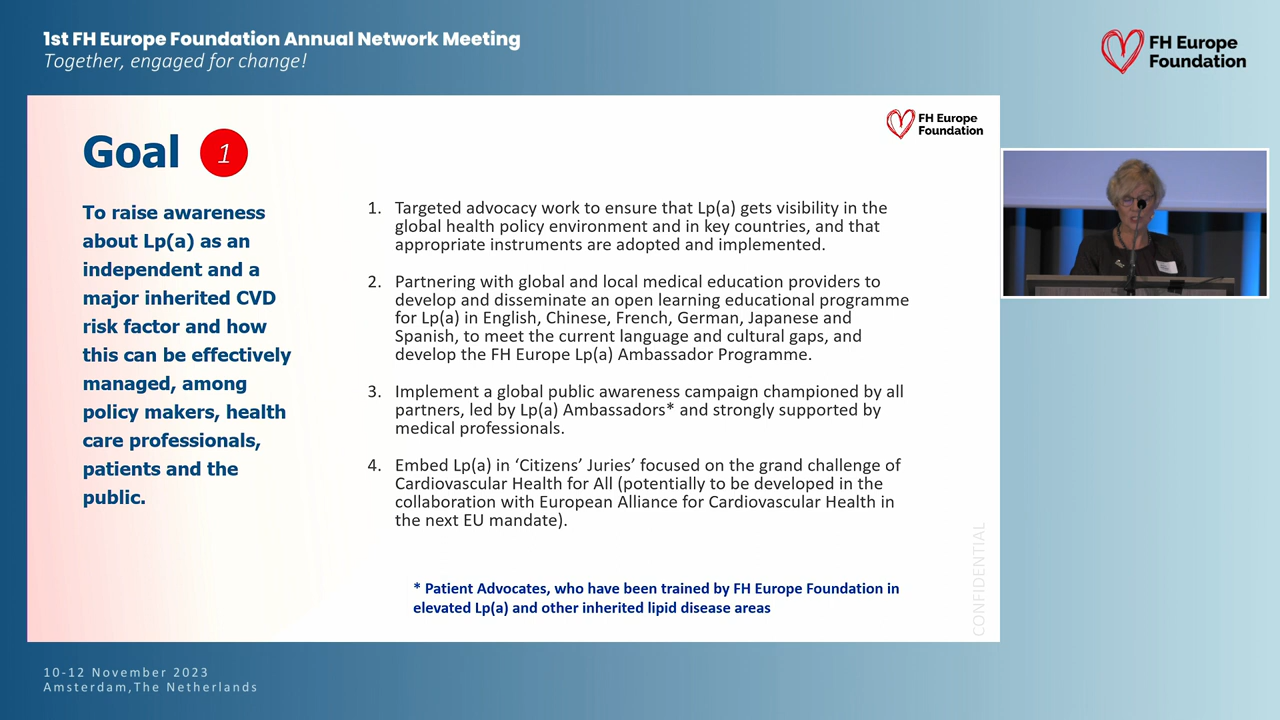 1st FH Europe Foundation Annual Network Meeting
Together, engaged for change!
FH Europe
Foundation
FH Europe
Foundation
Goal 1
To raise awareness
about Lp(a) as an
independent and a
major inherited CVD
risk factor and how
this can be effectively
managed, among
policy makers, health
care professionals,
patients and the
public.
1. Targeted advocacy work to ensure that Lp(a) gets visibility in the
global health policy environment and in key countries, and that
appropriate instruments are adopted and implemented.
2. Partnering with global and local medical education providers to
develop and disseminate an open learning educational programme
for Lp(a) in English, Chinese, French, German, Japanese and
Spanish, to meet the current language and cultural gaps, and
develop the FH Europe Lp(a) Ambassador Programme.
3. Implement a global public awareness campaign championed by all
partners, led by Lp(a) Ambassadors* and strongly supported by
medical professionals.
4. Embed Lp(a) in ‘Citizens’ Juries’ focused on the grand challenge of
Cardiovascular Health for All (potentially to be developed in the
collaboration with European Alliance for Cardiovascular Health in
the next EU mandate).
* Patient Advocates, who have been trained by FH Europe Foundation in
elevated Lp(a) and other inherited lipid disease areas
CONFIDENTIAL
10-12 November 2023
Amsterdam,The Netherlands